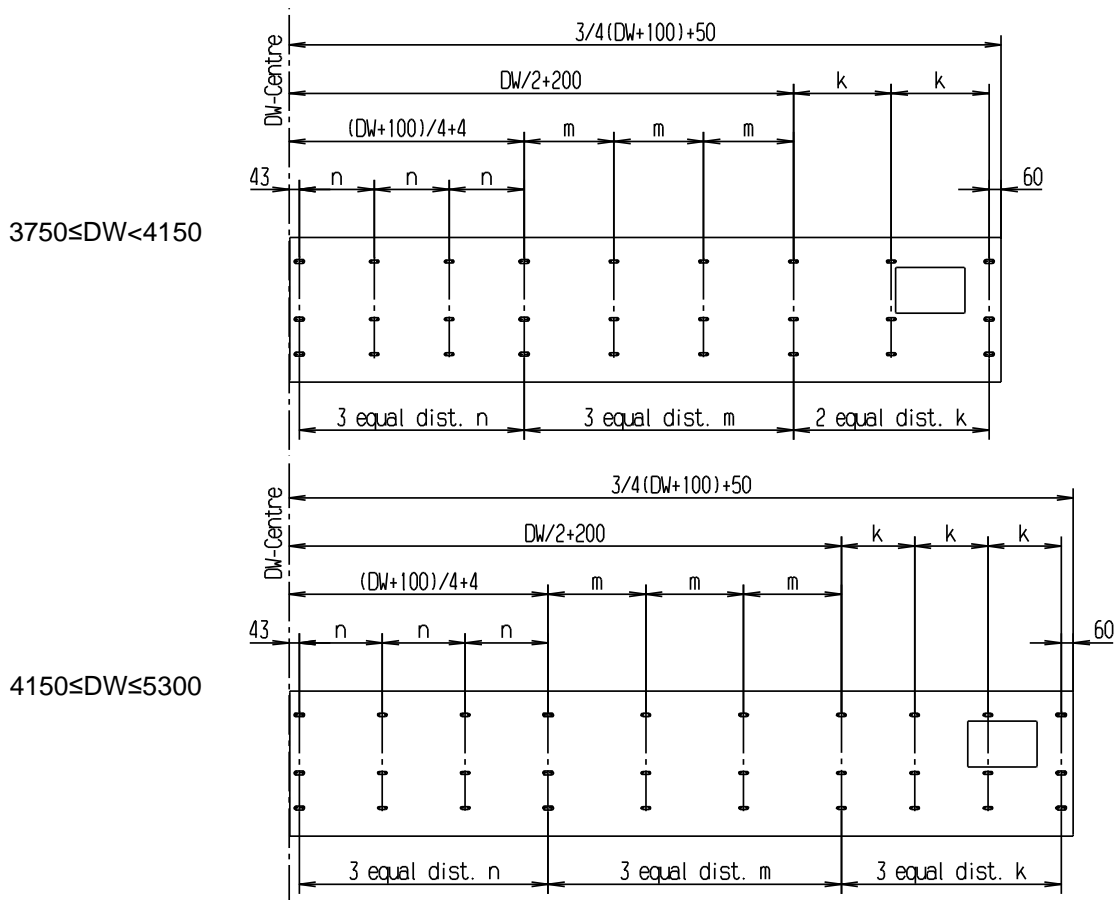 3/4(DW+100)+50
DW-Centre
DW/2+200 k k
(DW+100)/4+4 m m m
43 n n n 60
3750≤DW<4150
3 equal dist. n 3 equal dist. m 2 equal dist. k
3/4(DW+100)+50
DW-Centre
DW/2+200 k k k
(DW+100)/4+4 m m m
43 n n n 60
4150≤DW≤5300
3 equal dist. n 3 equal dist. m 3 equal dist. k